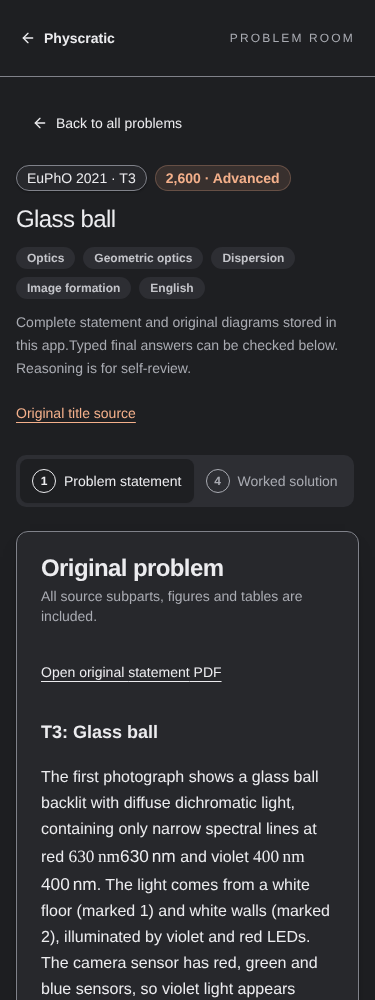 Physcratic
PROBLEM ROOM
Back to all problems
EuPhO 2021 · T3
2,600 · Advanced
Glass ball
Optics
Geometric optics
Dispersion
Image formation
English
Complete statement and original diagrams stored in
this app.Typed final answers can be checked below.
Reasoning is for self-review.
Original title source
1 Problem statement
4 Worked solution
Original problem
All source subparts, figures and tables are
included.
Open original statement PDF
T3: Glass ball
The first photograph shows a glass ball
backlit with diffuse dichromatic light,
containing only narrow spectral lines at
red 630 nm630 nm and violet 400 nm
400 nm. The light comes from a white
floor (marked 1) and white walls (marked
2), illuminated by violet and red LEDs.
The camera sensor has red, green and
blue sensors, so violet light appears